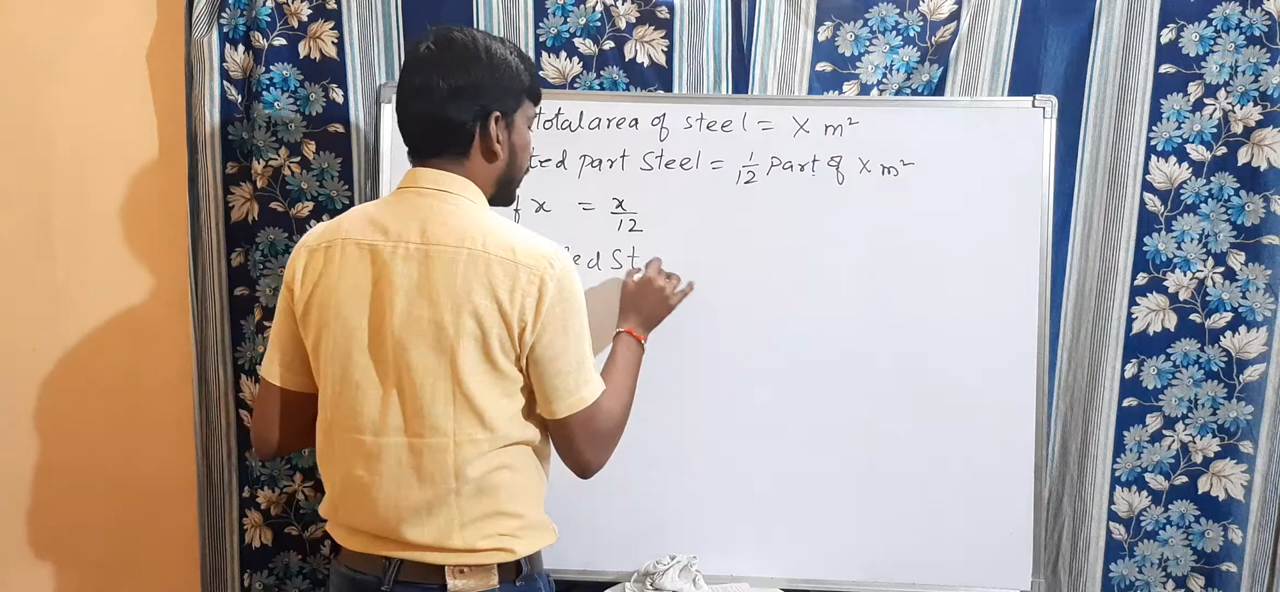 total area of steel = X m²
ted part Steel = 1/12 part of X m²
f x = x/12
ed St